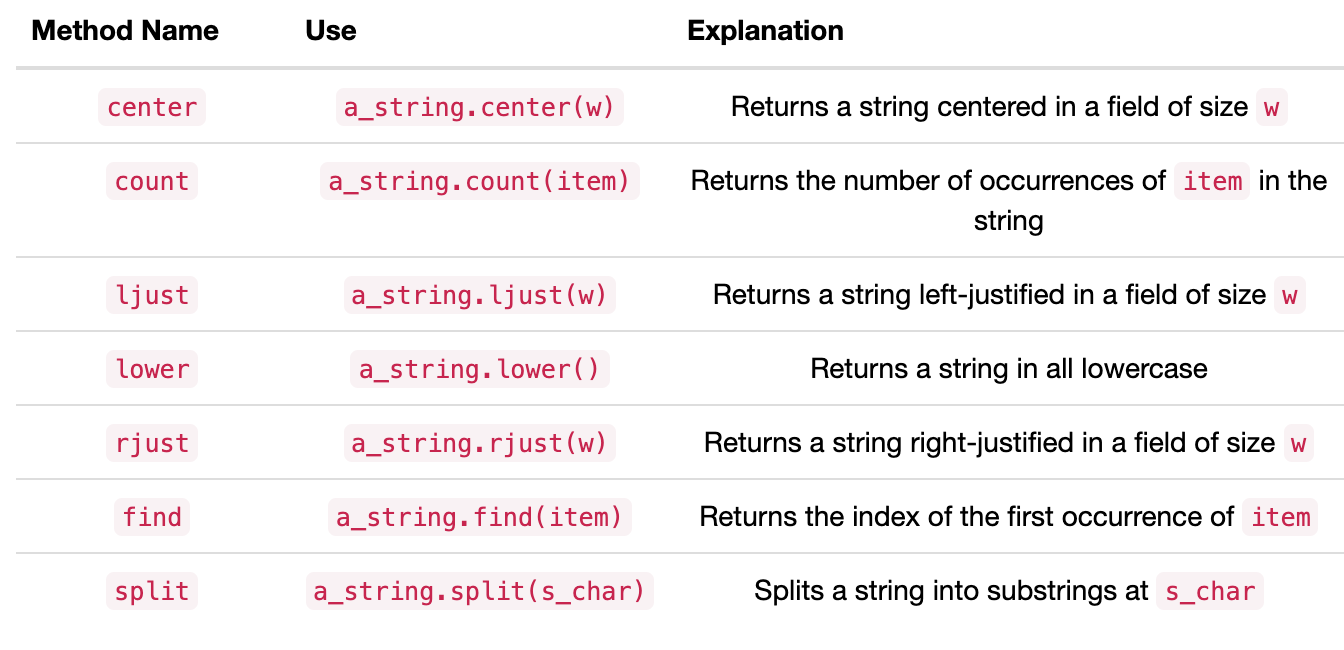 Method Name Use Explanation
center a_string.center(w) Returns a string centered in a field of size w
count a_string.count(item) Returns the number of occurrences of item in the
string
ljust a_string.ljust(w) Returns a string left-justified in a field of size w
lower a_string.lower() Returns a string in all lowercase
rjust a_string.rjust(w) Returns a string right-justified in a field of size w
find a_string.find(item) Returns the index of the first occurrence of item
split a_string.split(s_char) Splits a string into substrings at s_char